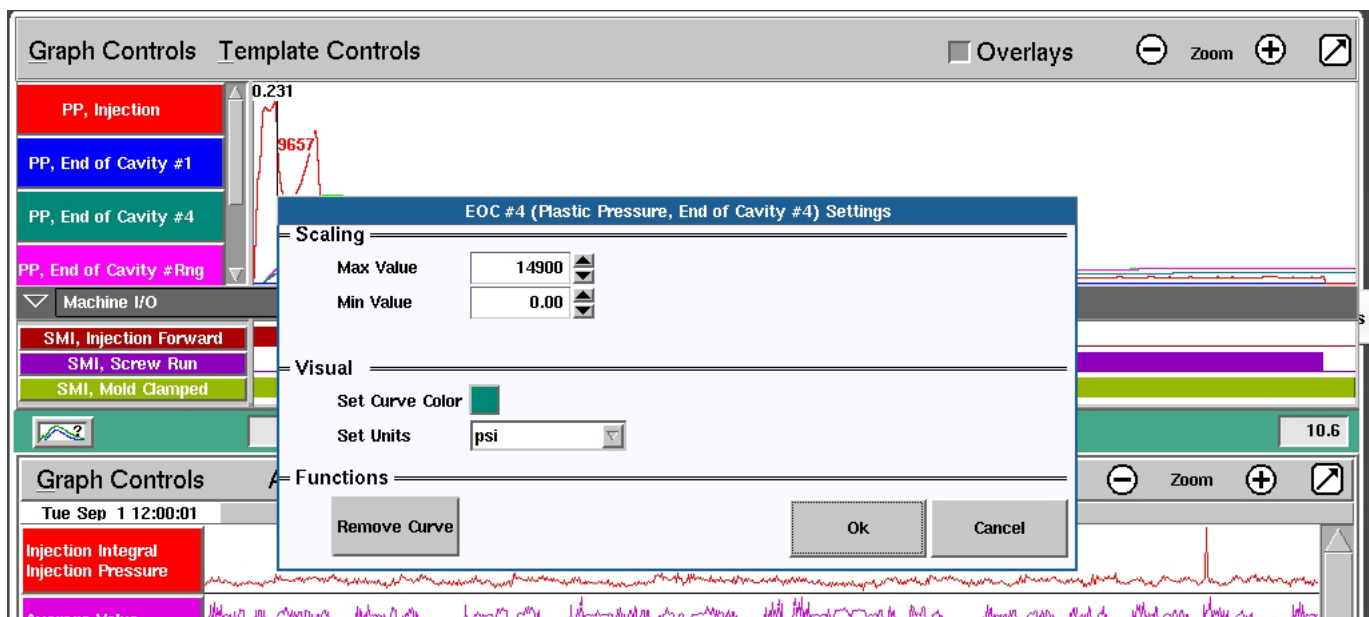 Graph Controls Template Controls Overlays Zoom
0.231
PP, Injection
9657
PP, End of Cavity #1
PP, End of Cavity #4
EOC #4 (Plastic Pressure, End of Cavity #4) Settings
Scaling
PP, End of Cavity #Rng
Max Value 14900
Machine I/O
Min Value 0.00
SMI, Injection Forward
SMI, Screw Run
Visual
SMI, Mold Clamped
Set Curve Color
Set Units psi
10.6
Graph Controls
Functions
Zoom
Tue Sep 1 12:00:01
Remove Curve Ok Cancel
Injection Integral
Injection Pressure